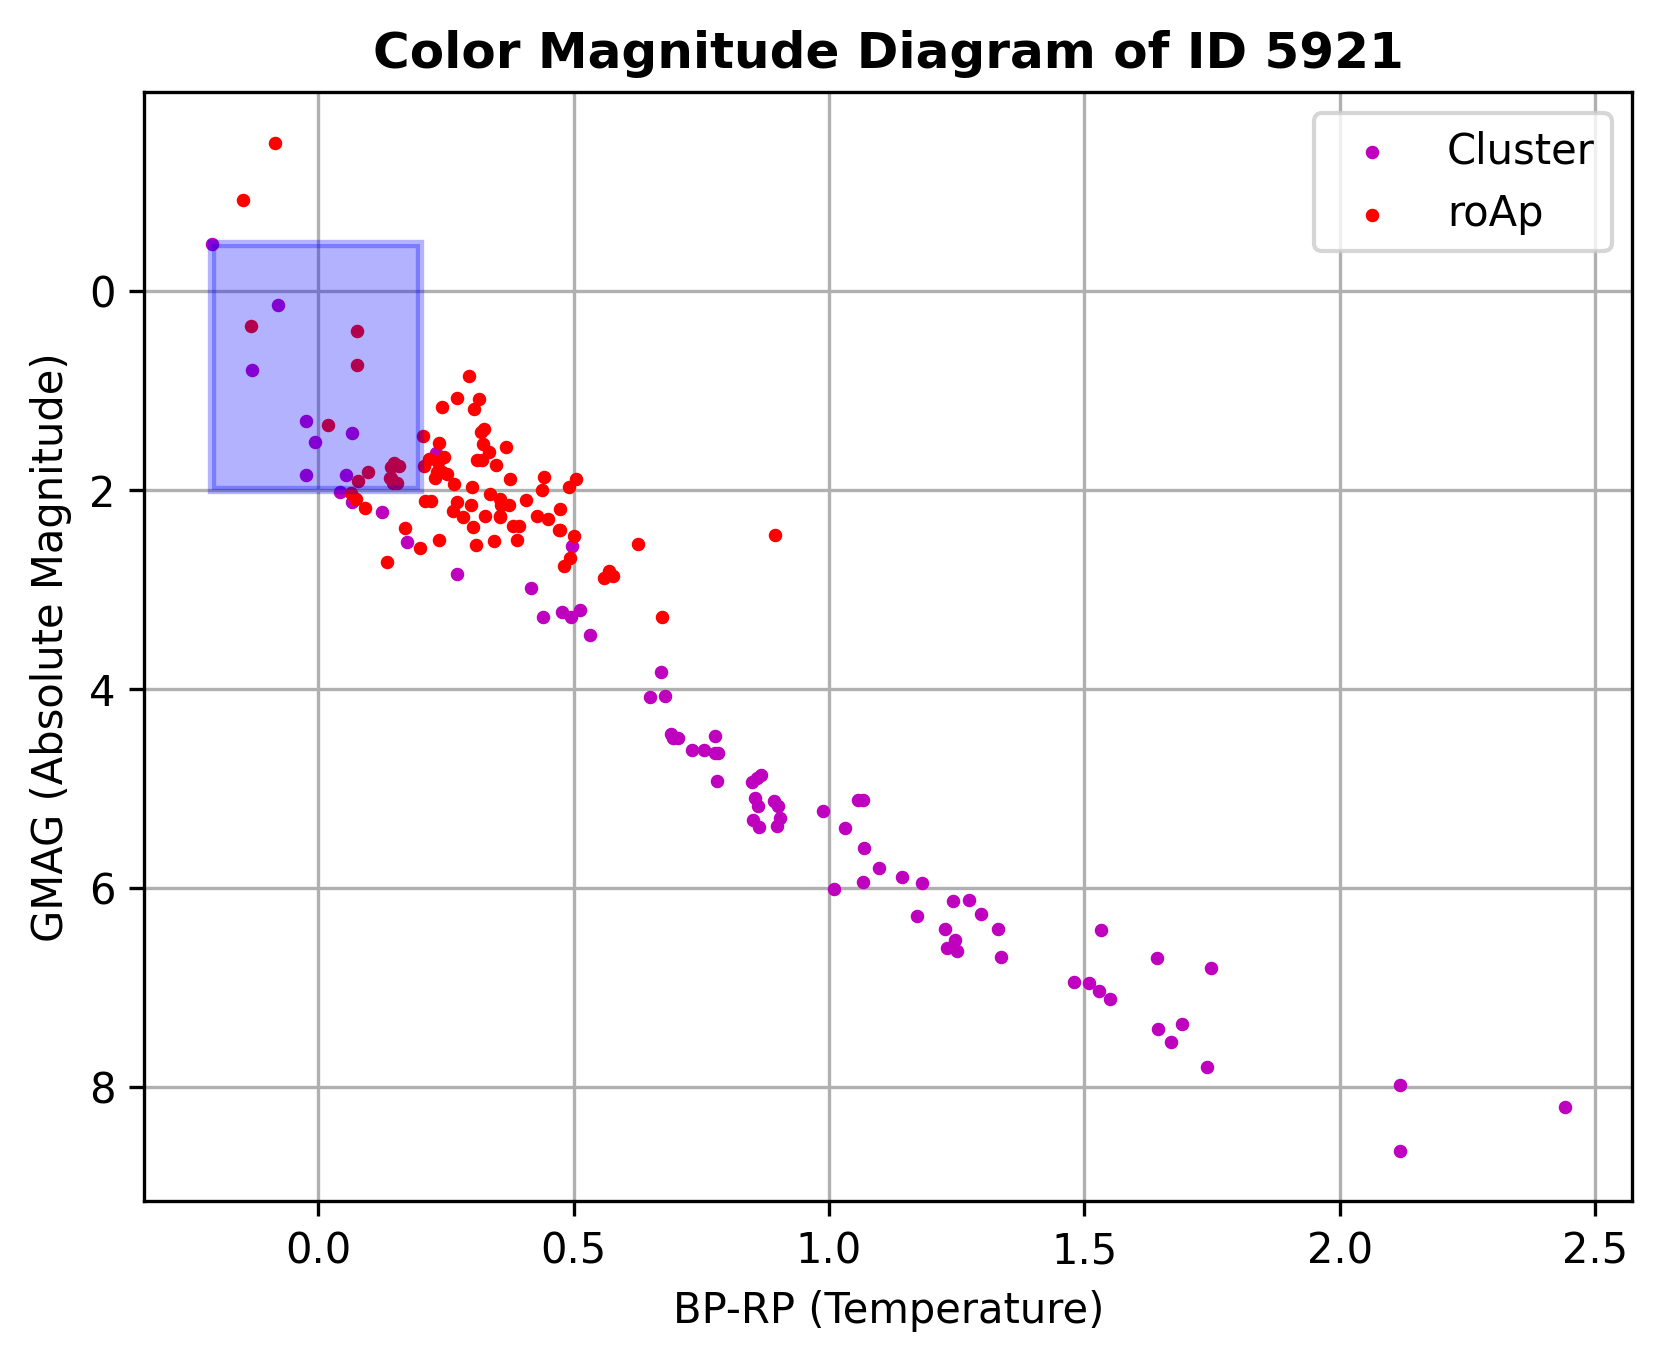 Color Magnitude Diagram of ID 5921
Cluster
roAp
GMAG (Absolute Magnitude)
0
2
4
6
8
0.0 0.5 1.0 1.5 2.0 2.5
BP-RP (Temperature)